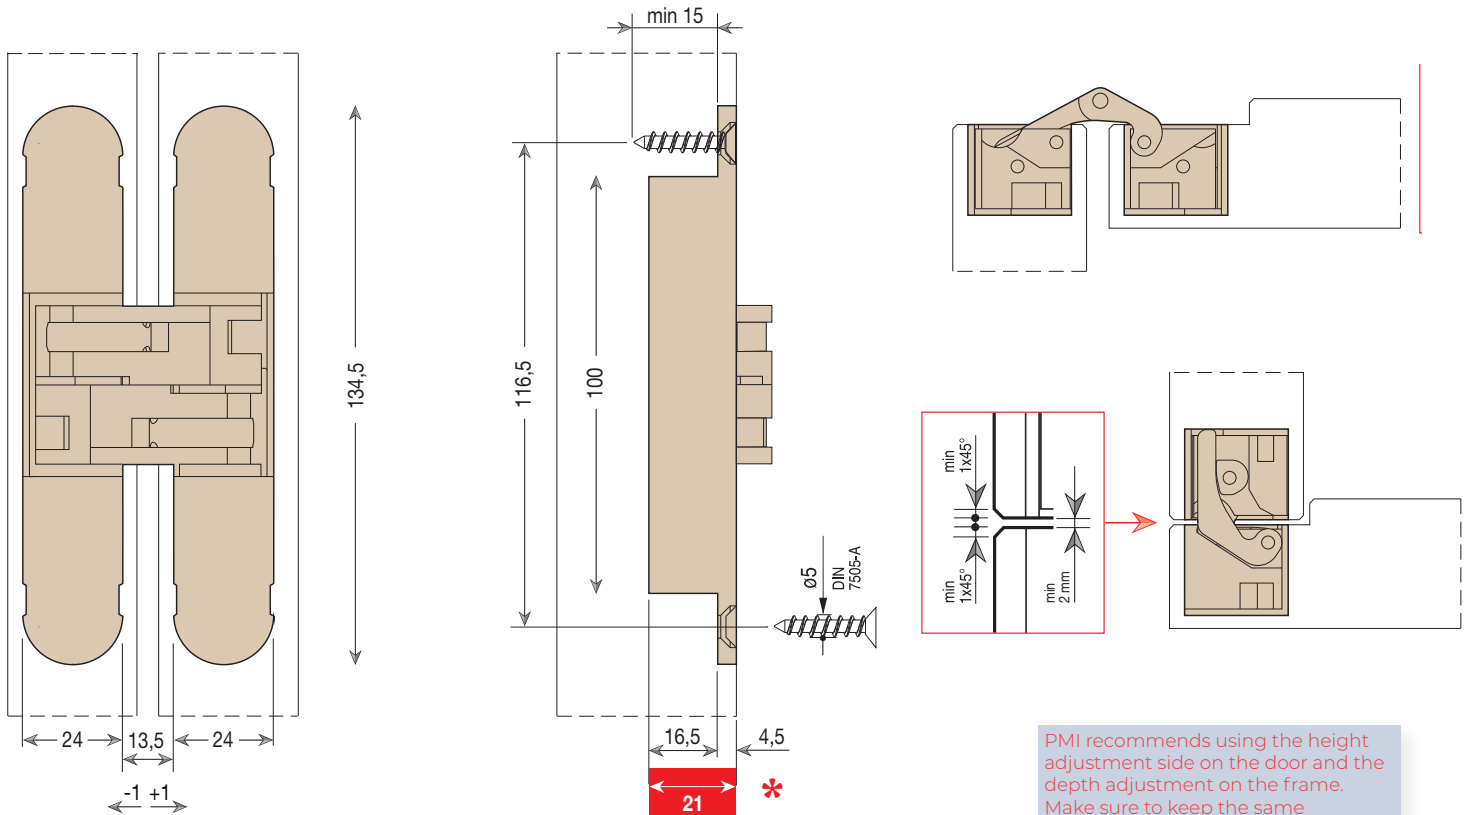 min 15
134,5
116,5
100
24
13,5
24
-1 +1
16,5
4,5
21
*
ø5
DIN
7505-A
min
1x45°
min
1x45°
min
2 mm
PMI recommends using the height
adjustment side on the door and the
depth adjustment on the frame.
Make sure to keep the same